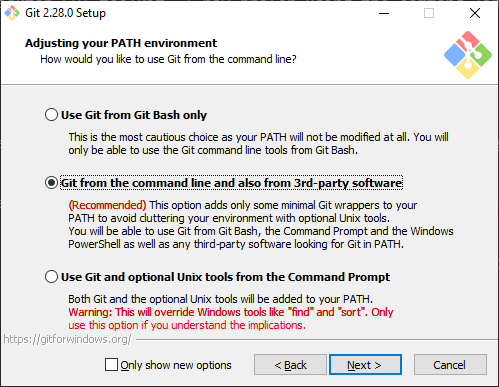 Git 2.28.0 Setup
Adjusting your PATH environment
How would you like to use Git from the command line?
Use Git from Git Bash only
This is the most cautious choice as your PATH will not be modified at all. You will
only be able to use the Git command line tools from Git Bash.
Git from the command line and also from 3rd-party software
(Recommended) This option adds only some minimal Git wrappers to your
PATH to avoid cluttering your environment with optional Unix tools.
You will be able to use Git from Git Bash, the Command Prompt and the Windows
PowerShell as well as any third-party software looking for Git in PATH.
Use Git and optional Unix tools from the Command Prompt
Both Git and the optional Unix tools will be added to your PATH.
Warning: This will override Windows tools like "find" and "sort". Only
use this option if you understand the implications.
https://gitforwindows.org/
Only show new options
< Back
Next >
Cancel